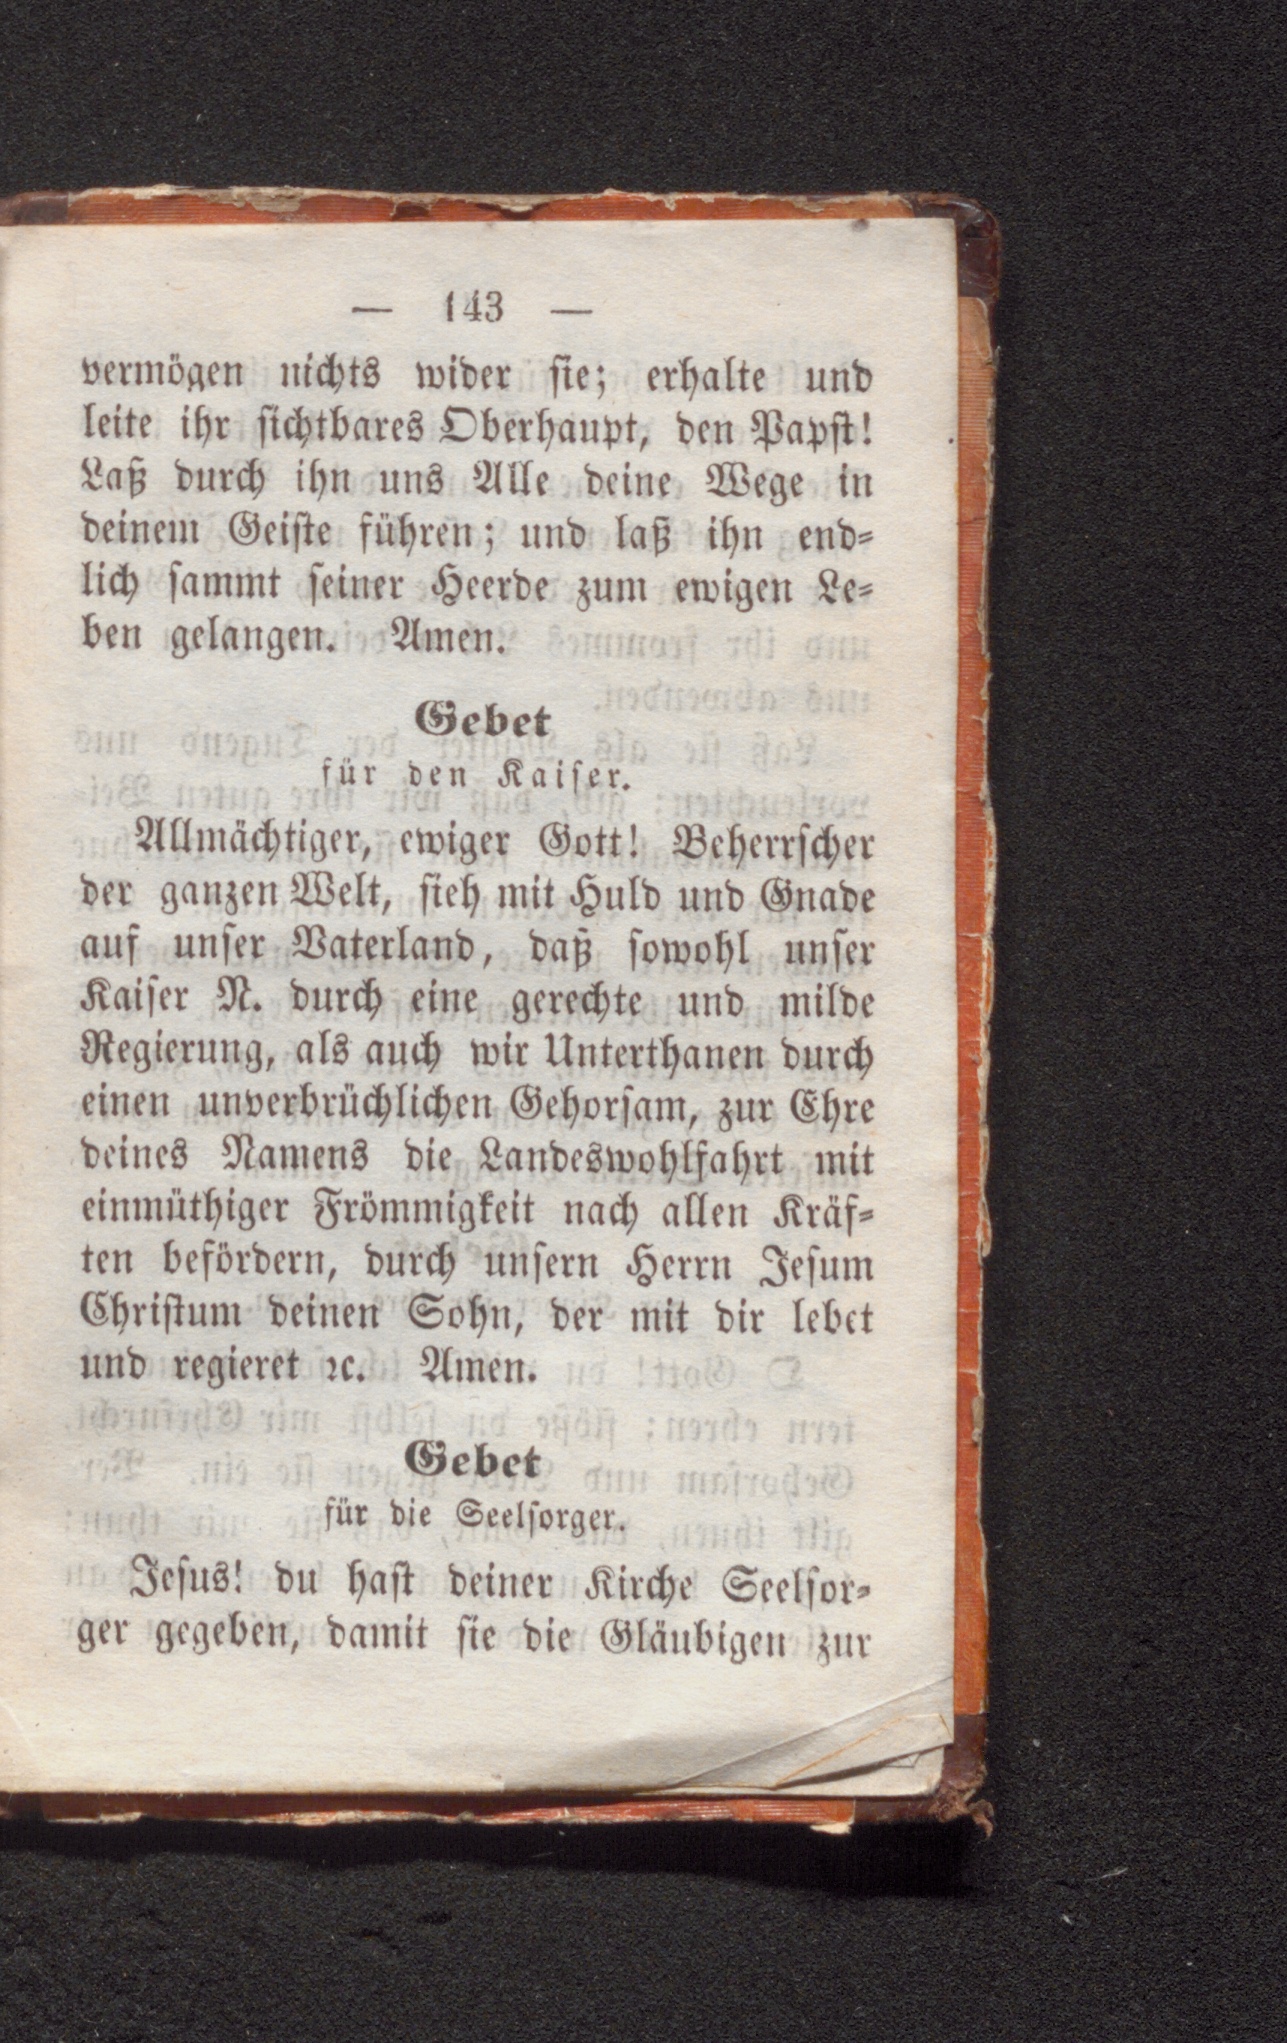 — 143 —
vermögen nichts wider sie; erhalte und
leite ihr sichtbares Oberhaupt, den Papst!
Laß durch ihn uns Alle deine Wege in
deinem Geiste führen; und laß ihn end-
lich sammt seiner Heerde zum ewigen Le-
ben gelangen. Amen.
Gebet
für den Kaiser.
Allmächtiger, ewiger Gott! Beherrscher
der ganzen Welt, sieh mit Huld und Gnade
auf unser Vaterland, daß sowohl unser
Kaiser N. durch eine gerechte und milde
Regierung, als auch wir Unterthanen durch
einen unverbrüchlichen Gehorsam, zur Ehre
deines Namens die Landeswohlfahrt mit
einmüthiger Frömmigkeit nach allen Kräf-
ten befördern, durch unsern Herrn Jesum
Christum deinen Sohn, der mit dir lebet
und regieret ꝛc. Amen.
Gebet
für die Seelsorger.
Jesus! du hast deiner Kirche Seelsor-
ger gegeben, damit sie die Gläubigen zur